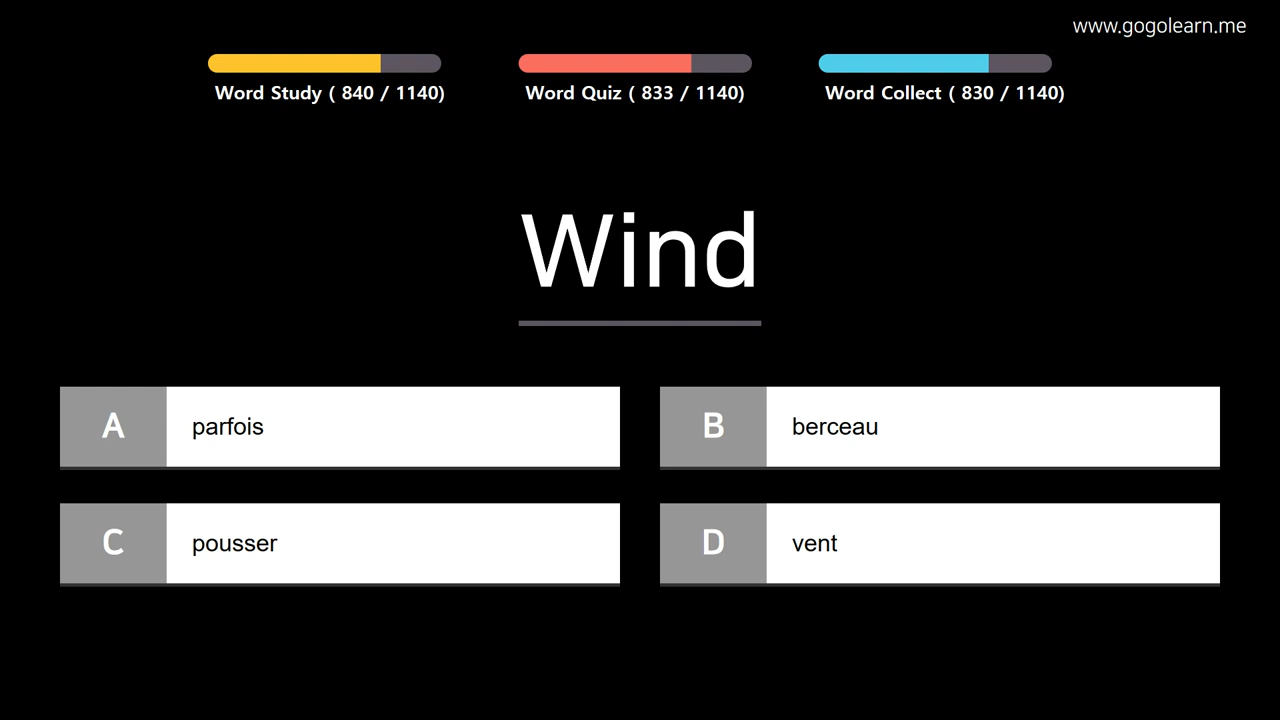 www.gogolearn.me
Word Study ( 840 / 1140)
Word Quiz ( 833 / 1140)
Word Collect ( 830 / 1140)
Wind
A parfois
B berceau
C pousser
D vent